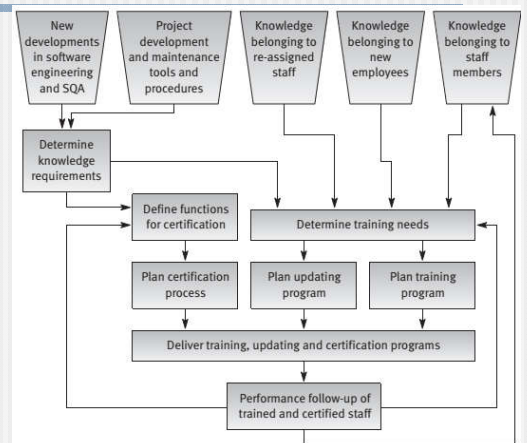 New
developments
in software
engineering
and SQA
Project
development
and maintenance
tools and
procedures
Knowledge
belonging to
re-assigned
staff
Knowledge
belonging to
new
employees
Knowledge
belonging to
staff
members
Determine
knowledge
requirements
Define functions
for certification
Determine training needs
Plan certification
process
Plan updating
program
Plan training
program
Deliver training, updating and certification programs
Performance follow-up of
trained and certified staff